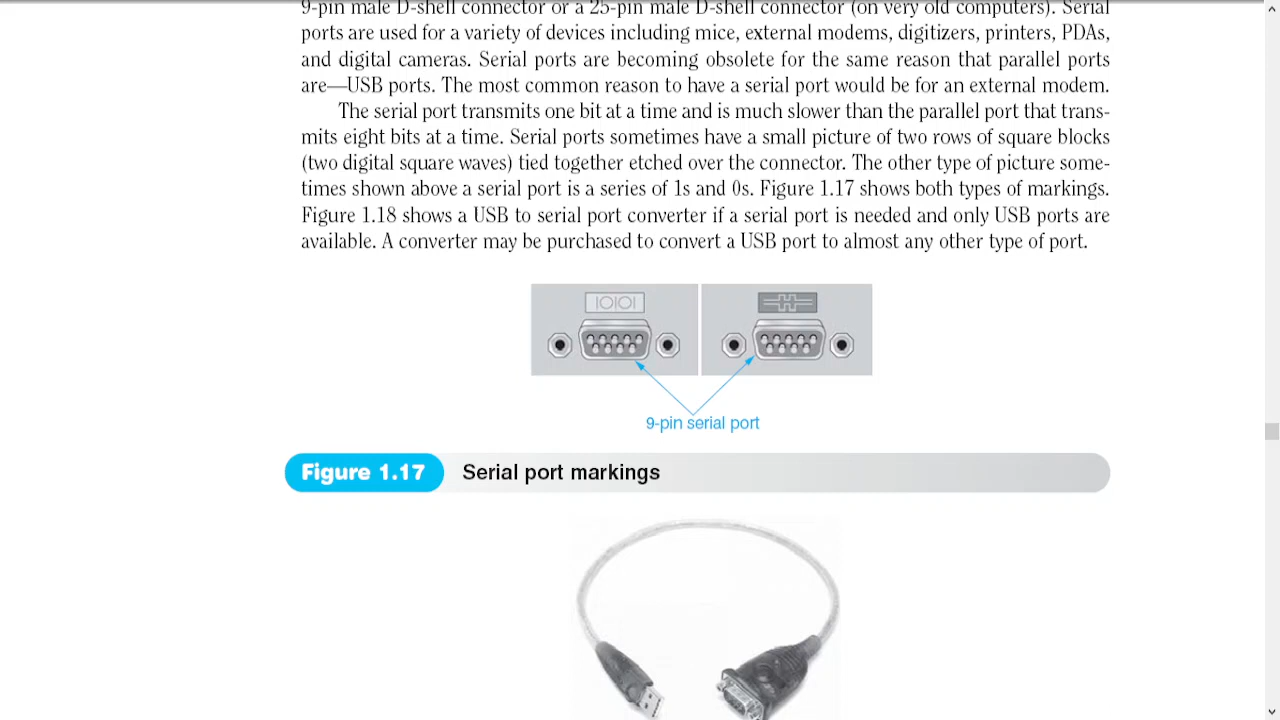 9-pin male D-shell connector or a 25-pin male D-shell connector (on very old computers). Serial
ports are used for a variety of devices including mice, external modems, digitizers, printers, PDAs,
and digital cameras. Serial ports are becoming obsolete for the same reason that parallel ports
are—USB ports. The most common reason to have a serial port would be for an external modem.
The serial port transmits one bit at a time and is much slower than the parallel port that trans-
mits eight bits at a time. Serial ports sometimes have a small picture of two rows of square blocks
(two digital square waves) tied together etched over the connector. The other type of picture some-
times shown above a serial port is a series of 1s and 0s. Figure 1.17 shows both types of markings.
Figure 1.18 shows a USB to serial port converter if a serial port is needed and only USB ports are
available. A converter may be purchased to convert a USB port to almost any other type of port.
|O|O|
9-pin serial port
Figure 1.17 Serial port markings